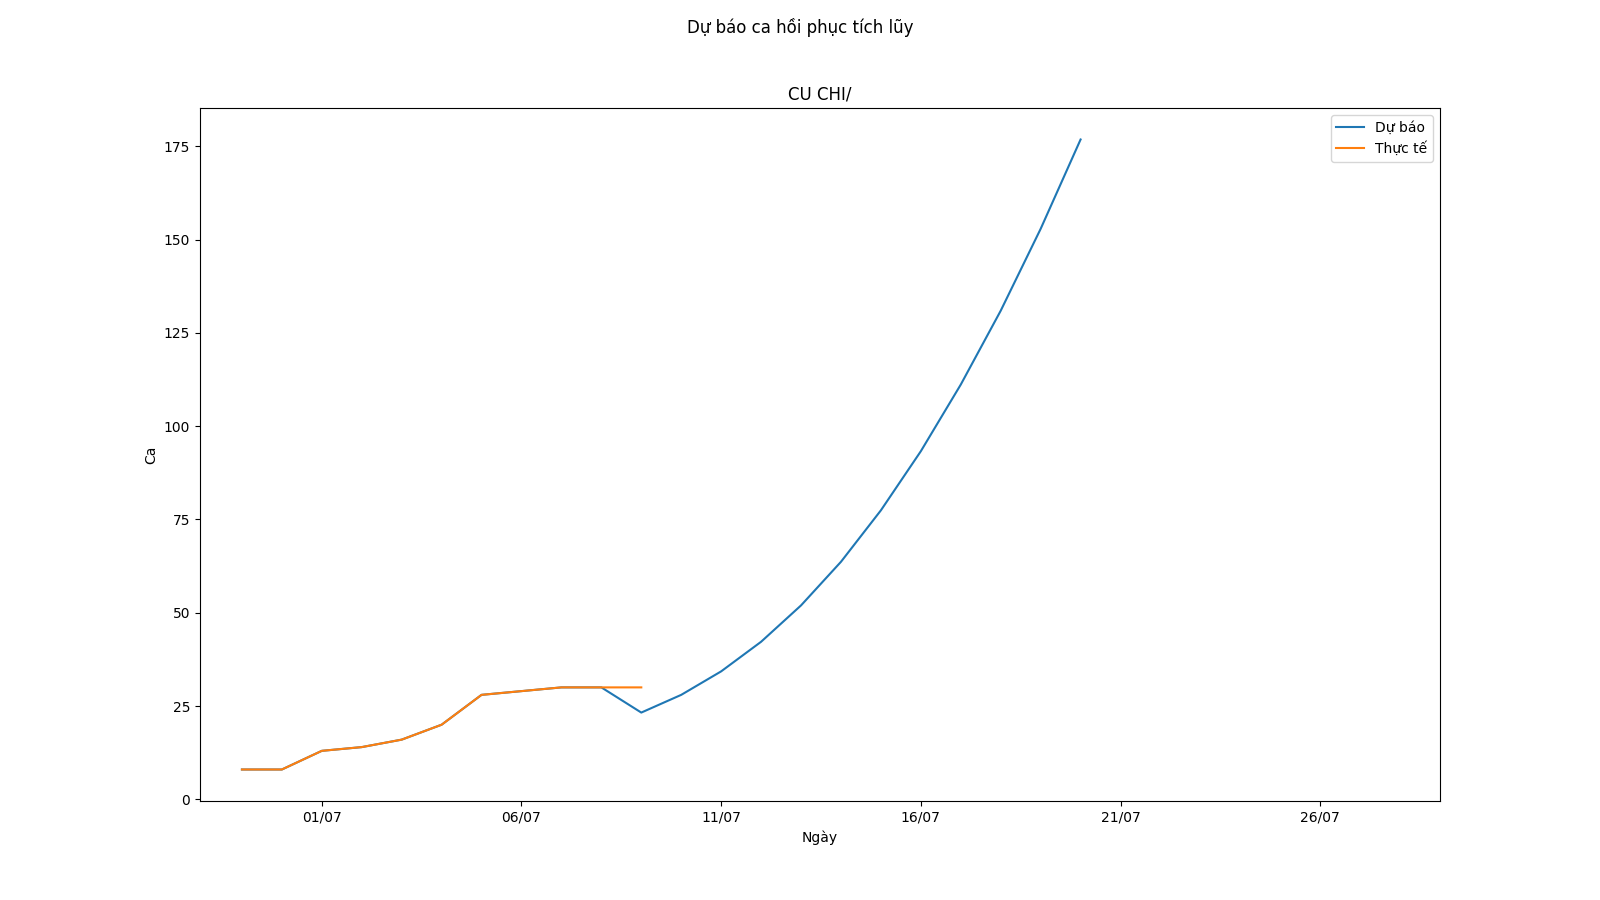 Dự báo ca hồi phục tích lũy
CU CHI/
Dự báo
Thực tế
175
150
125
100
75
50
25
0
Ca
01/07
06/07
11/07
16/07
21/07
26/07
Ngày